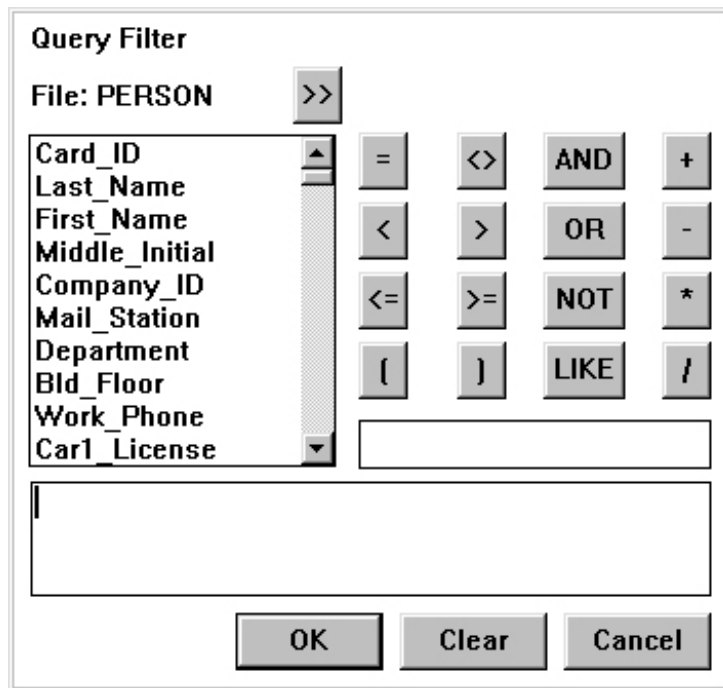 Query Filter
File: PERSON >>
Card_ID
Last_Name
First_Name
Middle_Initial
Company_ID
Mail_Station
Department
Bld_Floor
Work_Phone
Car1_License
= <> AND +
< > OR -
<= >= NOT *
( ) LIKE /
OK Clear Cancel